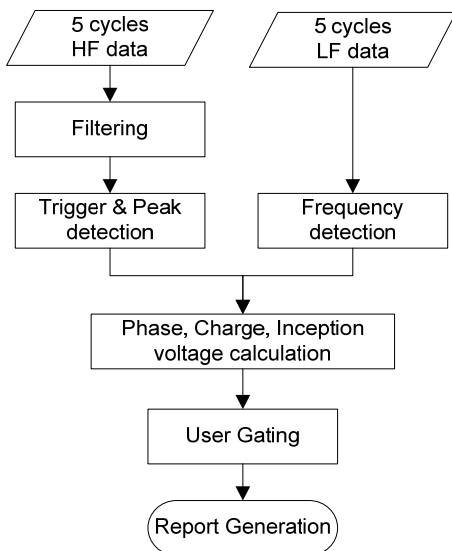 5 cycles
HF data
5 cycles
LF data
Filtering
Trigger & Peak
detection
Frequency
detection
Phase, Charge, Inception
voltage calculation
User Gating
Report Generation